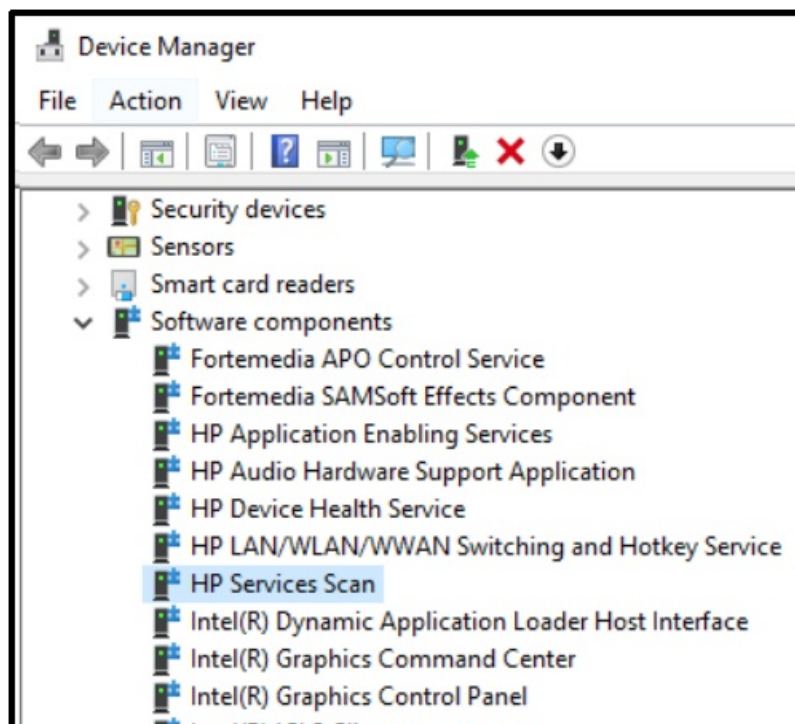 Device Manager
File Action View Help
Security devices
Sensors
Smart card readers
Software components
Fortemedia APO Control Service
Fortemedia SAMSoft Effects Component
HP Application Enabling Services
HP Audio Hardware Support Application
HP Device Health Service
HP LAN/WLAN/WWAN Switching and Hotkey Service
HP Services Scan
Intel(R) Dynamic Application Loader Host Interface
Intel(R) Graphics Command Center
Intel(R) Graphics Control Panel